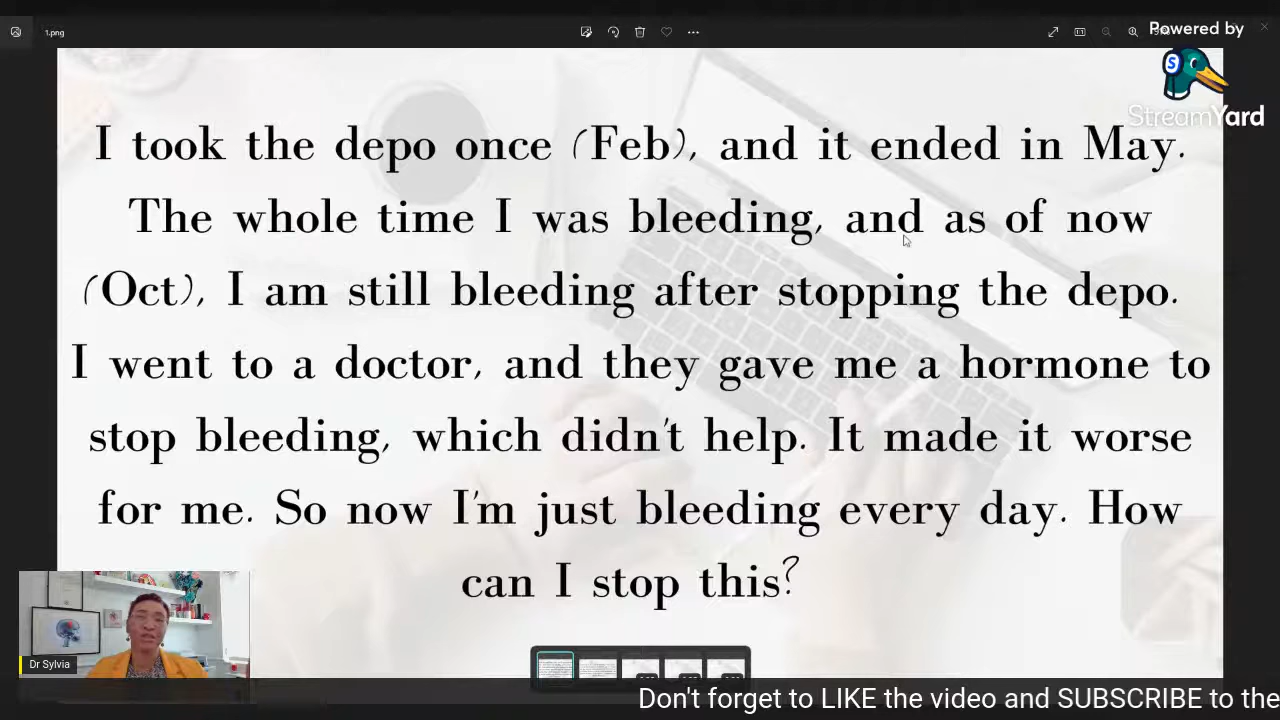 1.png
Powered by
StreamYard
I took the depo once (Feb), and it ended in May.
The whole time I was bleeding, and as of now
(Oct), I am still bleeding after stopping the depo.
I went to a doctor, and they gave me a hormone to
stop bleeding, which didn't help. It made it worse
for me. So now I'm just bleeding every day. How
can I stop this?
Dr Sylvia
Don't forget to LIKE the video and SUBSCRIBE to the